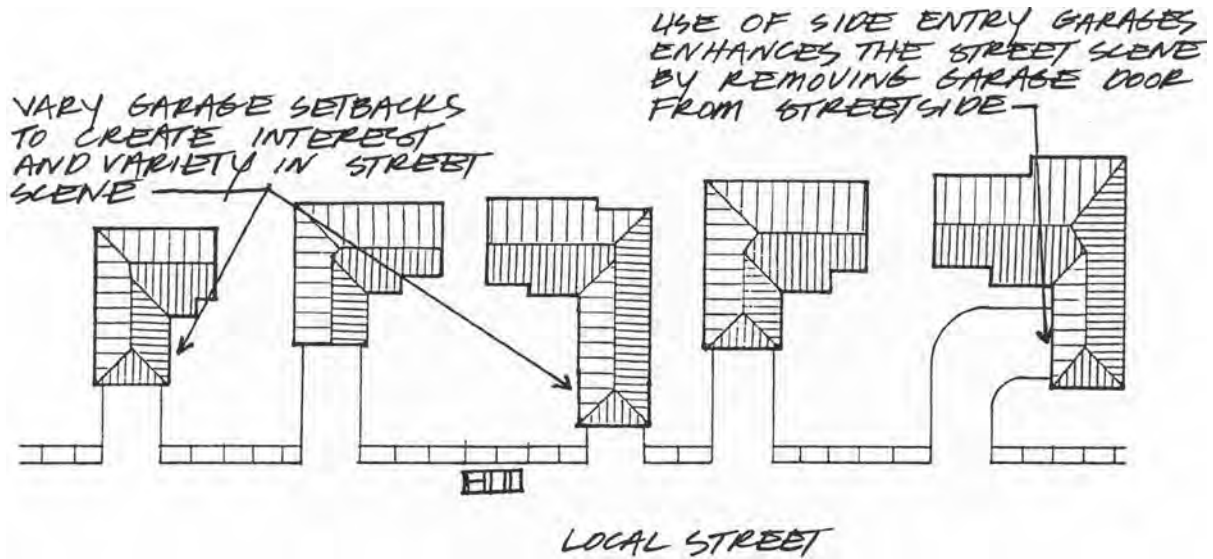 VARY GARAGE SETBACKS
TO CREATE INTEREST
AND VARIETY IN STREET
SCENE
USE OF SIDE ENTRY GARAGES
ENHANCES THE STREET SCENE
BY REMOVING GARAGE DOOR
FROM STREETSIDE
LOCAL STREET